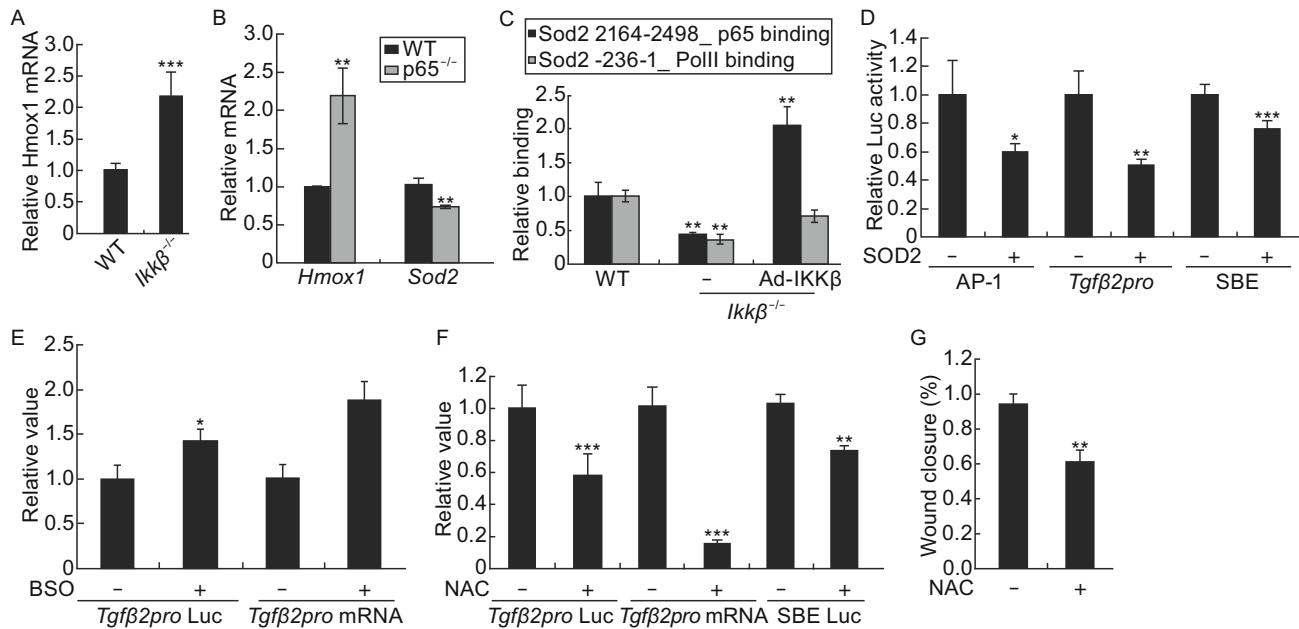 A
Relative Hmox1 mRNA
3.0
2.5
2.0
1.5
1.0
0.5
0
***
WT
Ikkβ⁻/⁻
B
Relative mRNA
3.0
2.5
2.0
1.5
1.0
0.5
0
WT
p65⁻/⁻
**
**
Hmox1 Sod2
C
Sod2 2164-2498_ p65 binding
Sod2 -236-1_ PolII binding
Relative binding
2.5
2.0
1.5
1.0
0.5
0
** ** **
WT – Ad-IKKβ
Ikkβ⁻/⁻
D
Relative Luc activity
1.4
1.2
1.0
0.8
0.6
0.4
0.2
0
* ** ***
SOD2 – + – + – +
AP-1 Tgfβ2pro SBE
E
Relative value
2.5
2.0
1.5
1.0
0.5
0
*
BSO – + – +
Tgfβ2pro Luc Tgfβ2pro mRNA
F
Relative value
1.2
1.0
0.8
0.6
0.4
0.2
0
*** *** **
NAC – + – + – +
Tgfβ2pro Luc Tgfβ2pro mRNA SBE Luc
G
Wound closure (%)
1.2
1.0
0.8
0.6
0.4
0.2
0.0
**
NAC – +